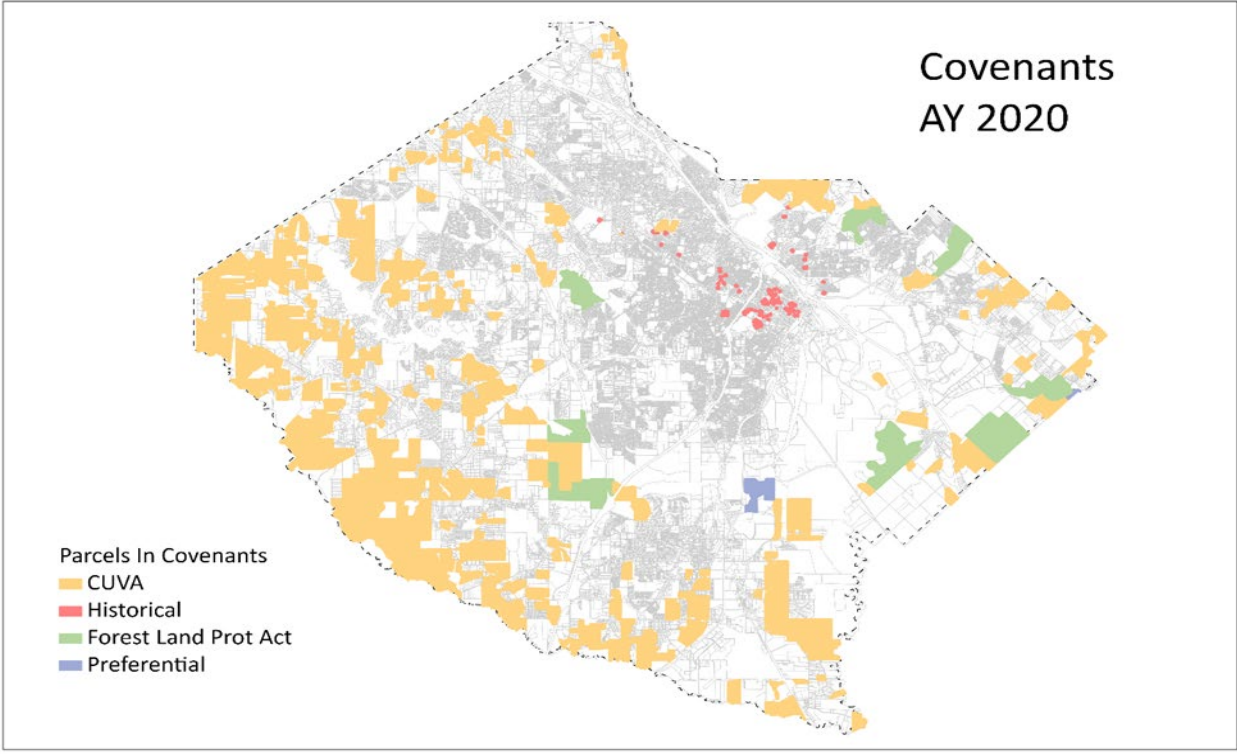 Covenants
AY 2020
Parcels In Covenants
CUVA
Historical
Forest Land Prot Act
Preferential